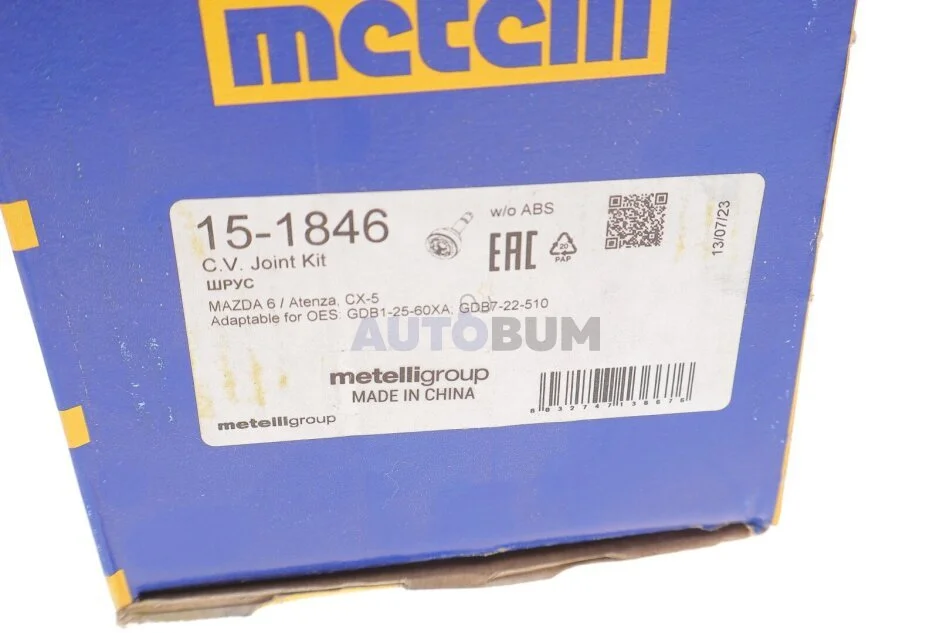 metelli
15-1846
C.V. Joint Kit
ШРУС
MAZDA 6 / Atenza, CX-5
Adaptable for OES: GDB1-25-60XA, GDB7-22-510
w/o ABS
EAC
20
PAP
13/07/23
AUTOBUM
metelligroup
MADE IN CHINA
metelligroup